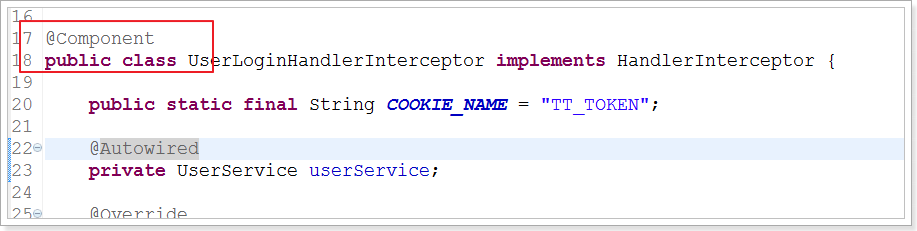 16
17 @Component
18 public class UserLoginHandlerInterceptor implements HandlerInterceptor {
19
20 public static final String COOKIE_NAME = "TT_TOKEN";
21
22 @Autowired
23 private UserService userService;
24
25 @Override